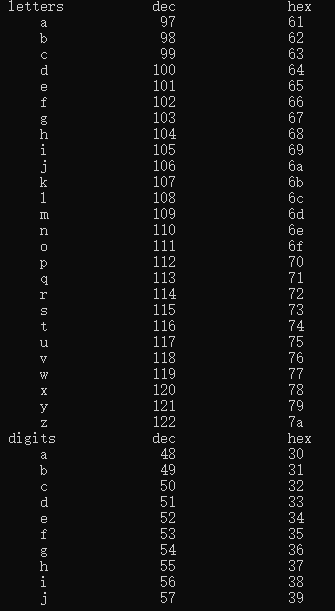 letters dec hex
a 97 61
b 98 62
c 99 63
d 100 64
e 101 65
f 102 66
g 103 67
h 104 68
i 105 69
j 106 6a
k 107 6b
l 108 6c
m 109 6d
n 110 6e
o 111 6f
p 112 70
q 113 71
r 114 72
s 115 73
t 116 74
u 117 75
v 118 76
w 119 77
x 120 78
y 121 79
z 122 7a
digits dec hex
a 48 30
b 49 31
c 50 32
d 51 33
e 52 34
f 53 35
g 54 36
h 55 37
i 56 38
j 57 39